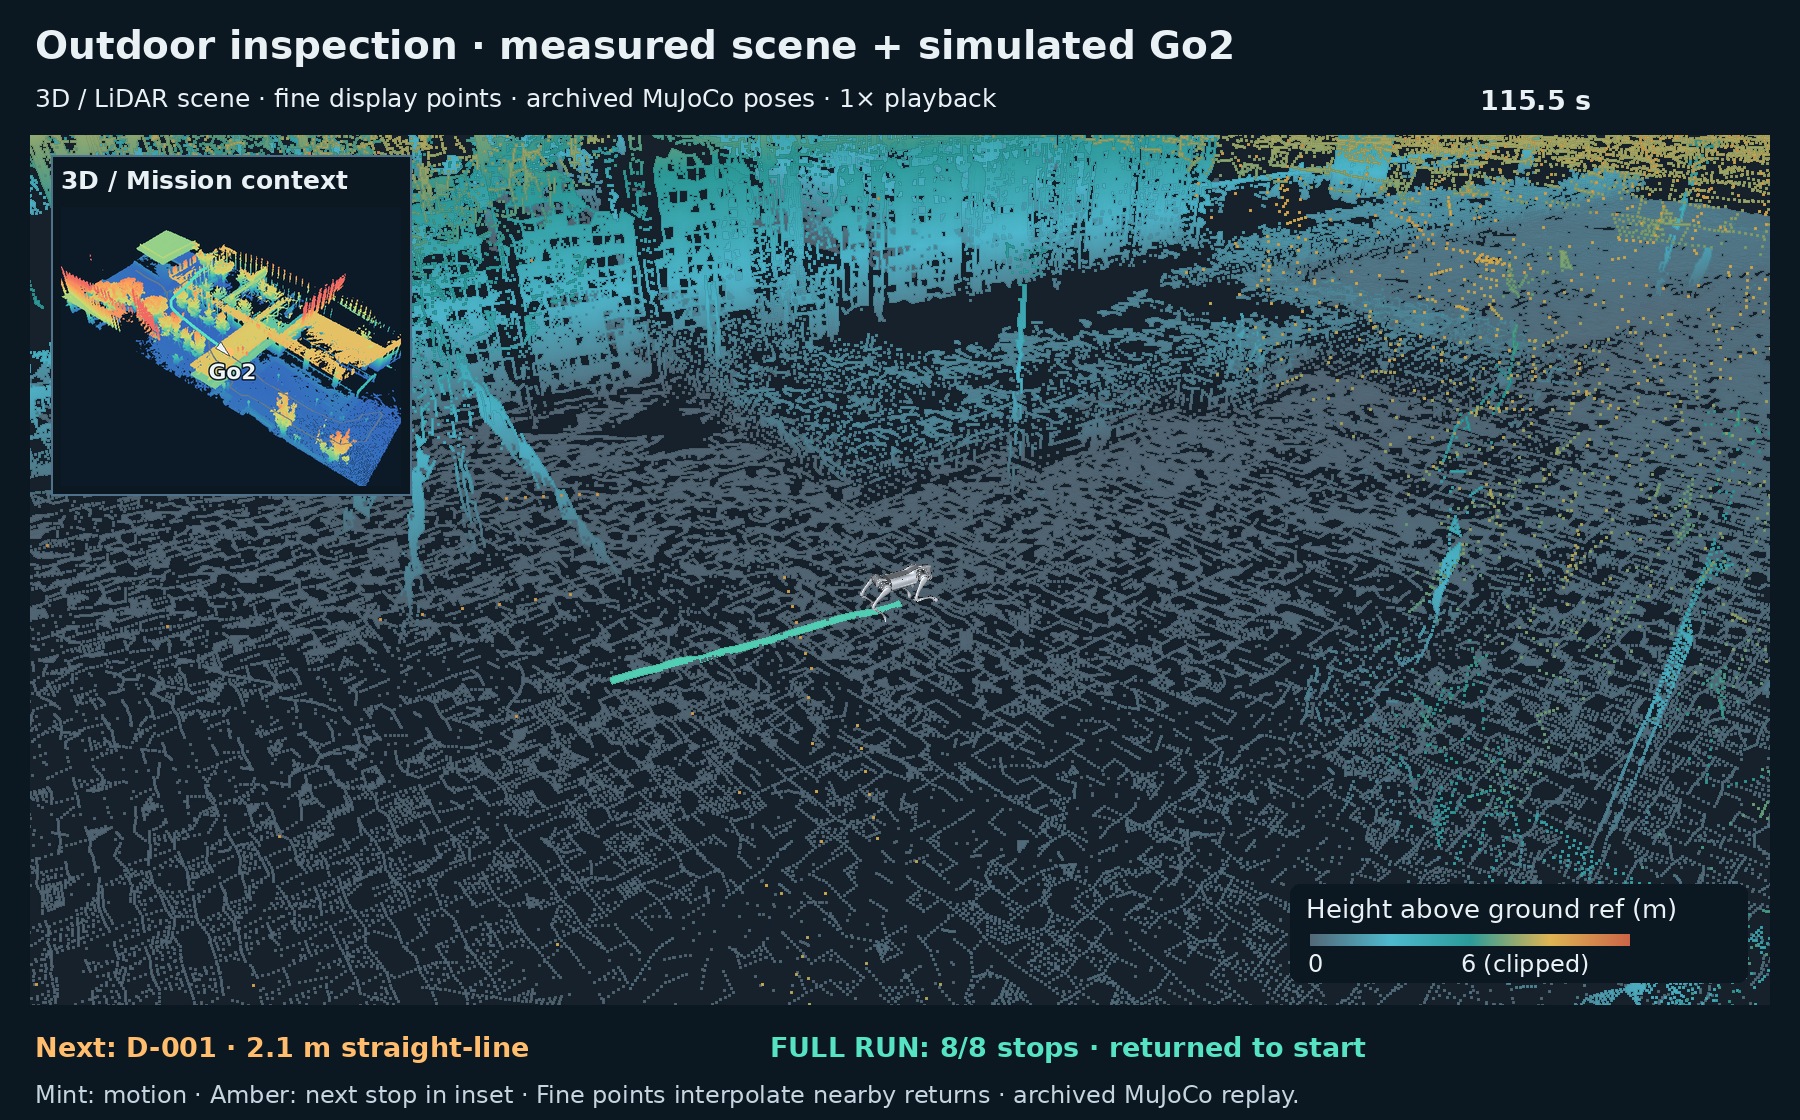 Outdoor inspection · measured scene + simulated Go2
3D / LiDAR scene · fine display points · archived MuJoCo poses · 1× playback
115.5 s
3D / Mission context
Go2
Height above ground ref (m)
0 6 (clipped)
Next: D-001 · 2.1 m straight-line
FULL RUN: 8/8 stops · returned to start
Mint: motion · Amber: next stop in inset · Fine points interpolate nearby returns · archived MuJoCo replay.